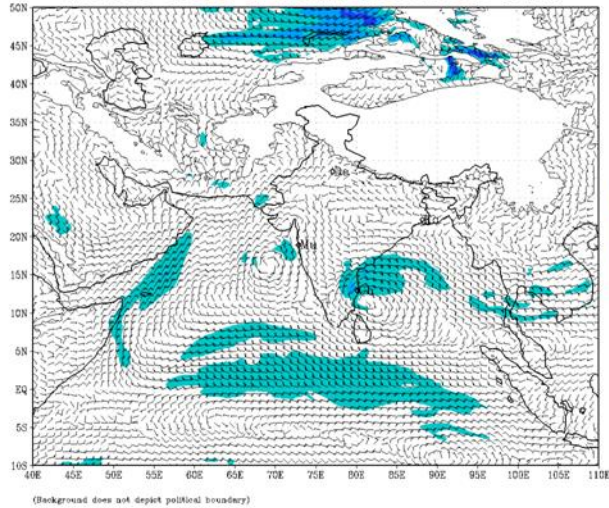 50N
45N
40N
35N
30N
25N
20N
15N
10N
5N
EQ
5S
10S
40E 45E 50E 55E 60E 65E 70E 75E 80E 85E 90E 95E 100E 105E 110E
(Background does not depict political boundary)